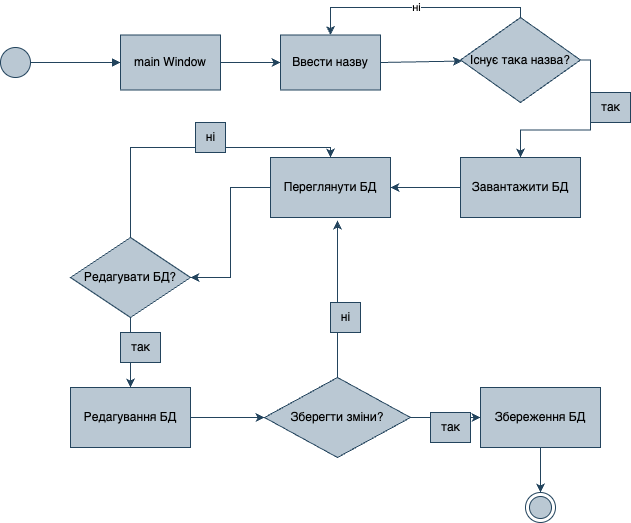 ні
main Window
Ввести назву
Існує така назва?
так
ні
Переглянути БД
Завантажити БД
Редагувати БД?
ні
так
Редагування БД
Зберегти зміни?
так
Збереження БД